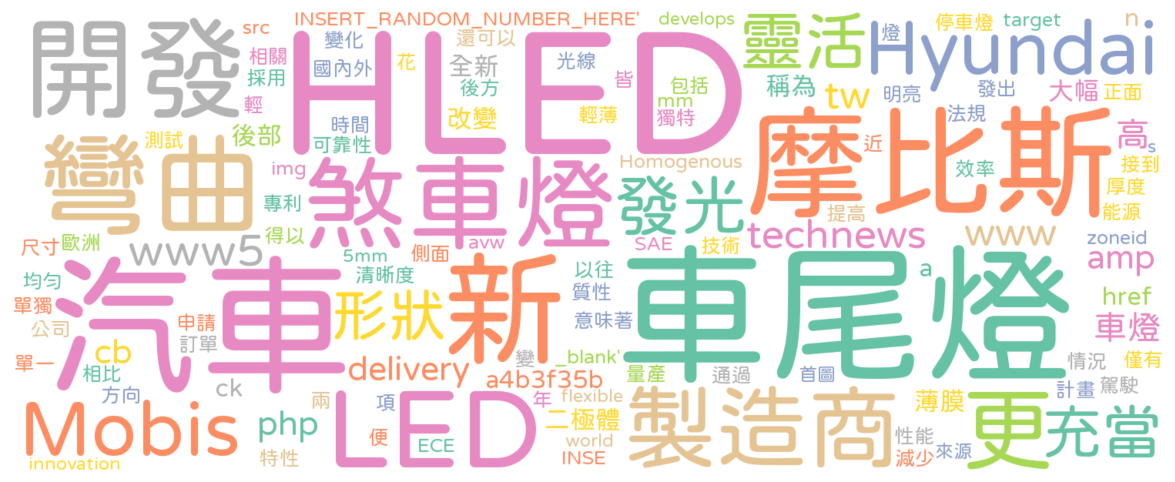 INSERT_RANDOM_NUMBER_HERE'
develops
n
src
變化
還可以
靈活
停車燈
target
開發
HLED
Hyundai
相關
國內外
花
全新
光線
皆
包括
稱為
燈
採用
後方
mm
tw
明亮
發出
大幅
正面
輕
獨特
改變
輕薄
時間
法規
測試
後部
可靠性
摩比斯
近
高
s
彎曲
img
煞車燈
Homogenous
效率
接到
發光
厚度
專利
提高
能源
尺寸
歐洲
得以
www5
側面
avw
SAE
技術
technews
www
zoneid
5mm
amp
均勻
汽車
清晰度
新
以往
車尾燈
a
質性
形狀
href
單獨
公司
申請
意味著
車燈
訂單
單一
cb
變
_blank'
情況
僅有
相比
delivery
a4b3f35b
量產
通過
首圖
計畫
駕駛
方向
ck
Mobis
兩
LED
項
年
flexible
二極體
製造商
薄膜
更
充當
php
便
ECE
world
性能
innovation
特性
INSE
減少
來源